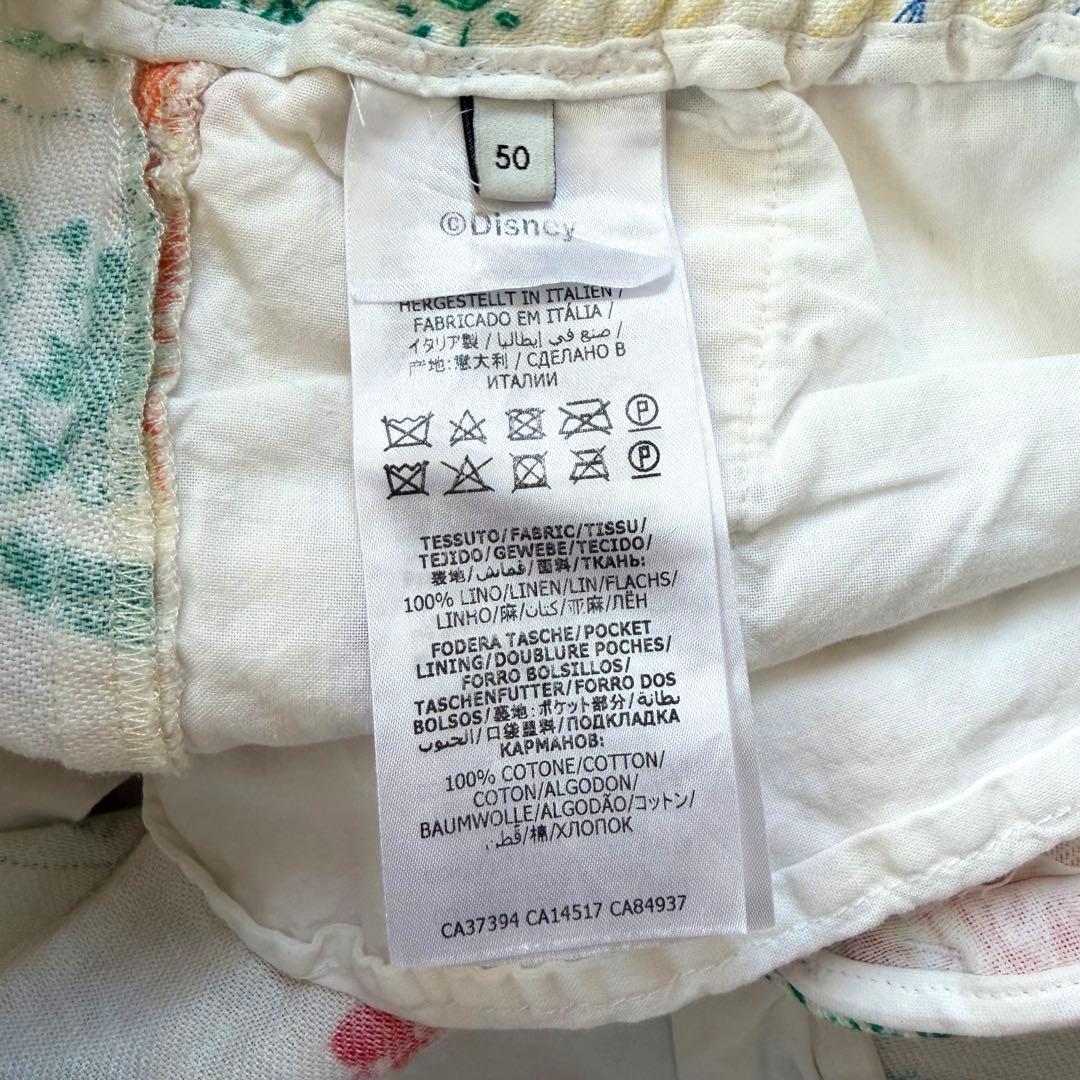 50
©Disney
HERGESTELLT IN ITALIEN /
FABRICADO EM ITÁLIA /
イタリア製 / صنع في إيطاليا /
产地:意大利 / СДЕЛАНО В
ИТАЛИИ
P
P
TESSUTO/FABRIC/TISSU/
TEJIDO/GEWEBE/TECIDO/
表地/قماش/面料/ТКАНЬ:
100% LINO/LINEN/LIN/FLACHS/
LINHO/麻/كتان/亚麻/ЛЁН
FODERA TASCHE/POCKET
LINING/DOUBLURE POCHES/
FORRO BOLSILLOS/
TASCHENFUTTER/FORRO DOS
BOLSOS/裏地:ポケット部分/بطانة
الجيوب/口袋里料/ПОДКЛАДКА
КАРМАНОВ:
100% COTONE/COTTON/
COTON/ALGODON/
BAUMWOLLE/ALGODÃO/コットン/
قطن/棉/ХЛОПОК
CA37394 CA14517 CA84937